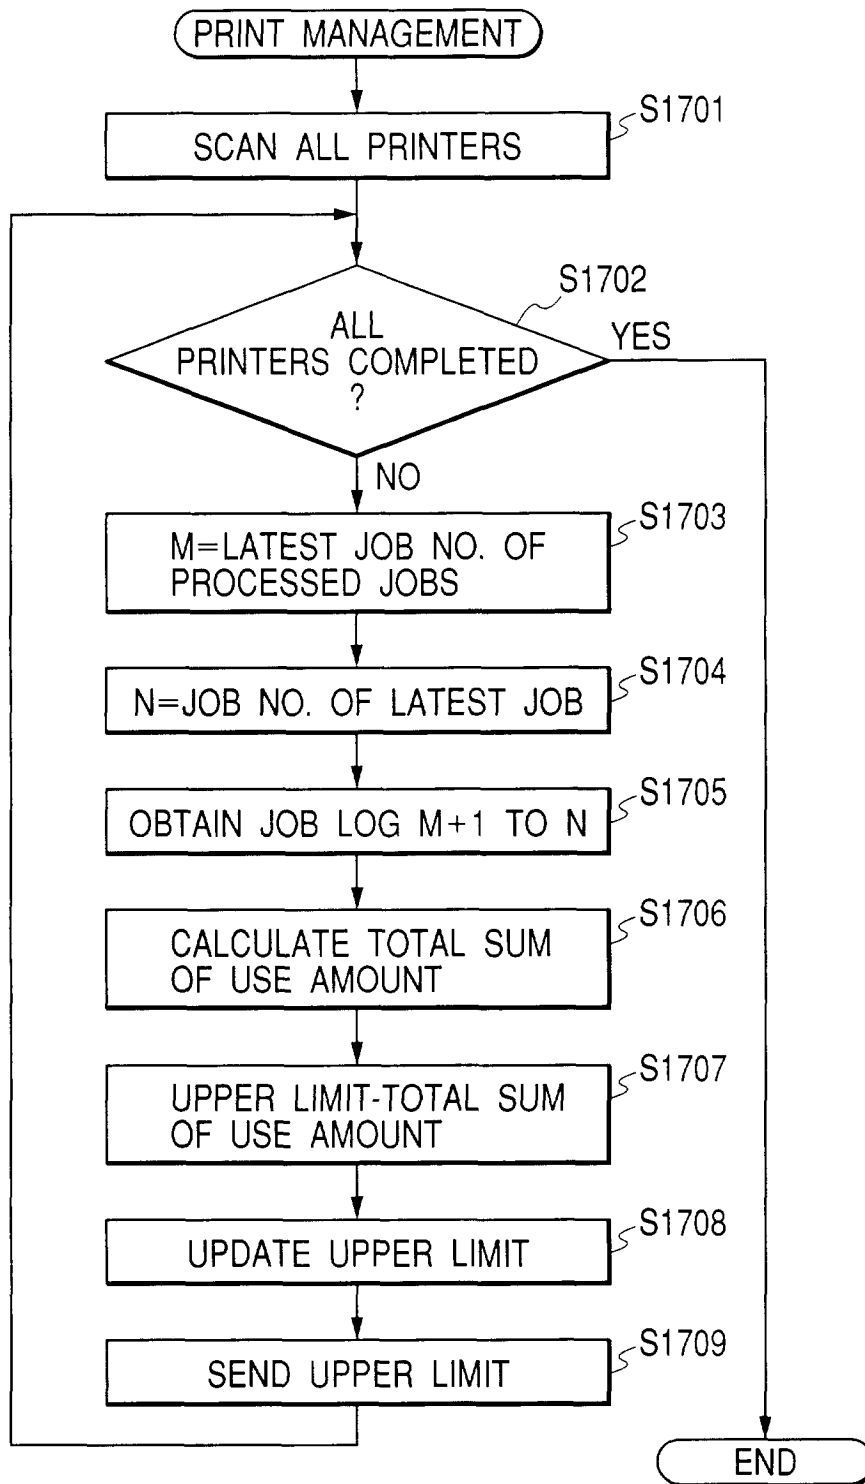 PRINT MANAGEMENT
S1701
SCAN ALL PRINTERS
S1702
ALL
PRINTERS COMPLETED
?
YES
NO
S1703
M=LATEST JOB NO. OF
PROCESSED JOBS
S1704
N=JOB NO. OF LATEST JOB
S1705
OBTAIN JOB LOG M+1 TO N
S1706
CALCULATE TOTAL SUM
OF USE AMOUNT
S1707
UPPER LIMIT-TOTAL SUM
OF USE AMOUNT
S1708
UPDATE UPPER LIMIT
S1709
SEND UPPER LIMIT
END